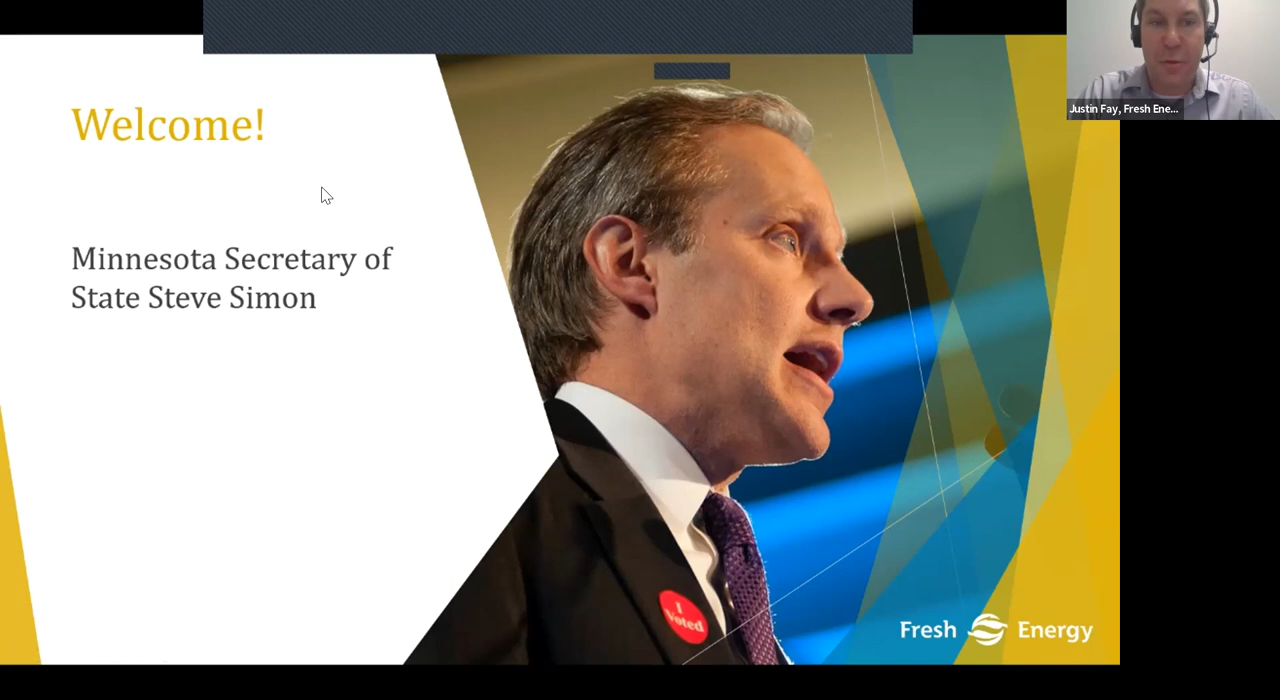 Welcome!
Minnesota Secretary of
State Steve Simon
Justin Fay, Fresh Ene...
I
Voted
Fresh Energy